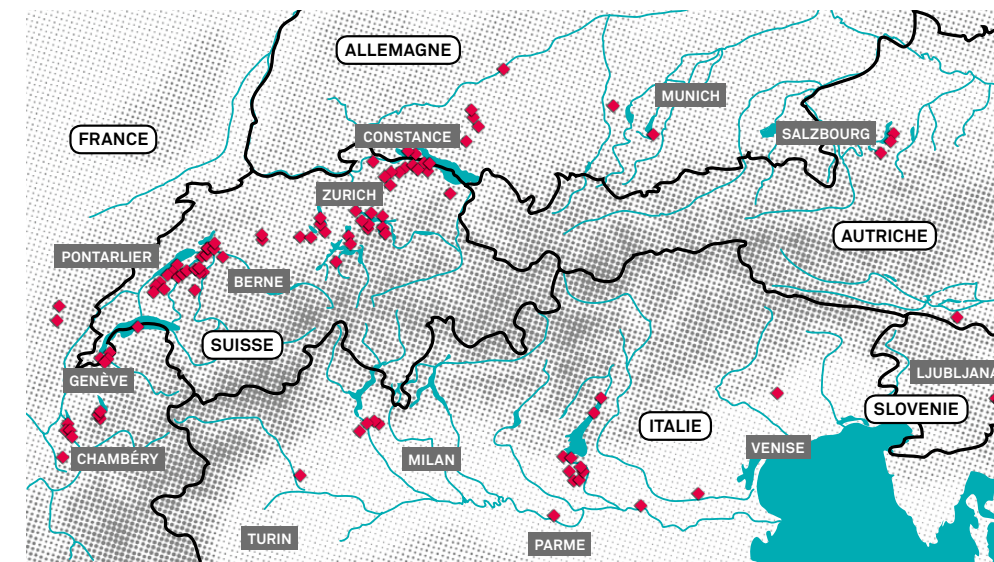 ALLEMAGNE
MUNICH
FRANCE
CONSTANCE
SALZBOURG
ZURICH
AUTRICHE
PONTARLIER
BERNE
SUISSE
GENÈVE
LJUBLJANA
SLOVENIE
ITALIE
VENISE
CHAMBÉRY
MILAN
TURIN
PARME